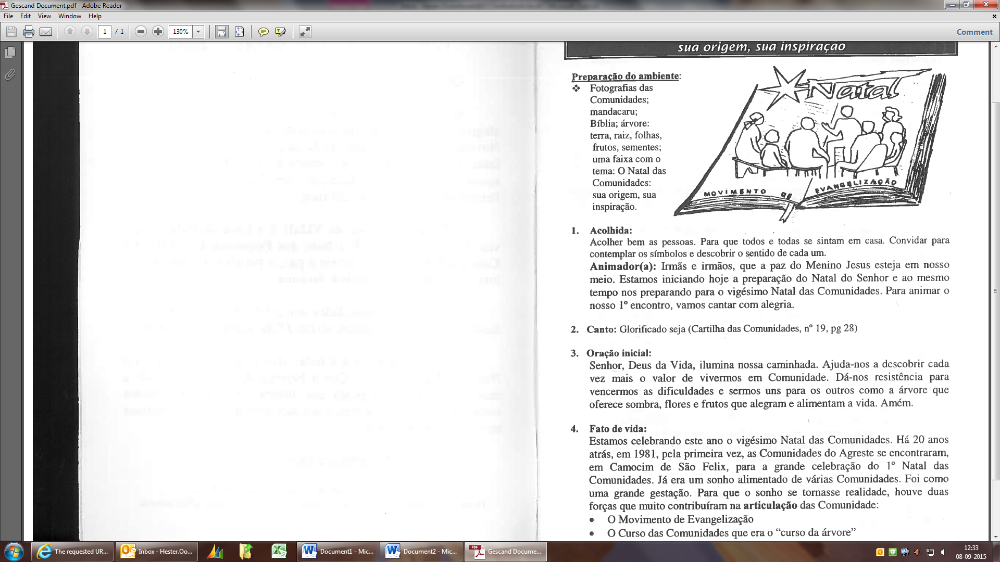 Gescand Document.pdf - Adobe Reader
File Edit View Window Help
1 / 1 130% Comment
sua origem, sua inspiração
Preparação do ambiente:
❖ Fotografias das
Comunidades;
mandacaru;
Bíblia; árvore:
terra, raiz, folhas,
frutos, sementes;
uma faixa com o
tema: O Natal das
Comunidades:
sua origem, sua
inspiração.
Natal
MOVIMENTO DE EVANGELIZAÇÃO
1. Acolhida:
Acolher bem as pessoas. Para que todos e todas se sintam em casa. Convidar para
contemplar os símbolos e descobrir o sentido de cada um.
Animador(a): Irmãs e irmãos, que a paz do Menino Jesus esteja em nosso
meio. Estamos iniciando hoje a preparação do Natal do Senhor e ao mesmo
tempo nos preparando para o vigésimo Natal das Comunidades. Para animar o
nosso 1º encontro, vamos cantar com alegria.
2. Canto: Glorificado seja (Cartilha das Comunidades, nº 19, pg 28)
3. Oração inicial:
Senhor, Deus da Vida, ilumina nossa caminhada. Ajuda-nos a descobrir cada
vez mais o valor de vivermos em Comunidade. Dá-nos resistência para
vencermos as dificuldades e sermos uns para os outros como a árvore que
oferece sombra, flores e frutos que alegram e alimentam a vida. Amém.
4. Fato de vida:
Estamos celebrando este ano o vigésimo Natal das Comunidades. Há 20 anos
atrás, em 1981, pela primeira vez, as Comunidades do Agreste se encontraram,
em Camocim de São Felix, para a grande celebração do 1º Natal das
Comunidades. Já era um sonho alimentado de várias Comunidades. Foi como
uma grande gestação. Para que o sonho se tornasse realidade, houve duas
forças que muito contribuíram na articulação das Comunidade:
• O Movimento de Evangelização
• O Curso das Comunidades que era o “curso da árvore”
The requested UR... Inbox - Hester.Oo... Document1 - Mic... Document2 - Mic... Gescand Docume... 12:33
08-09-2015